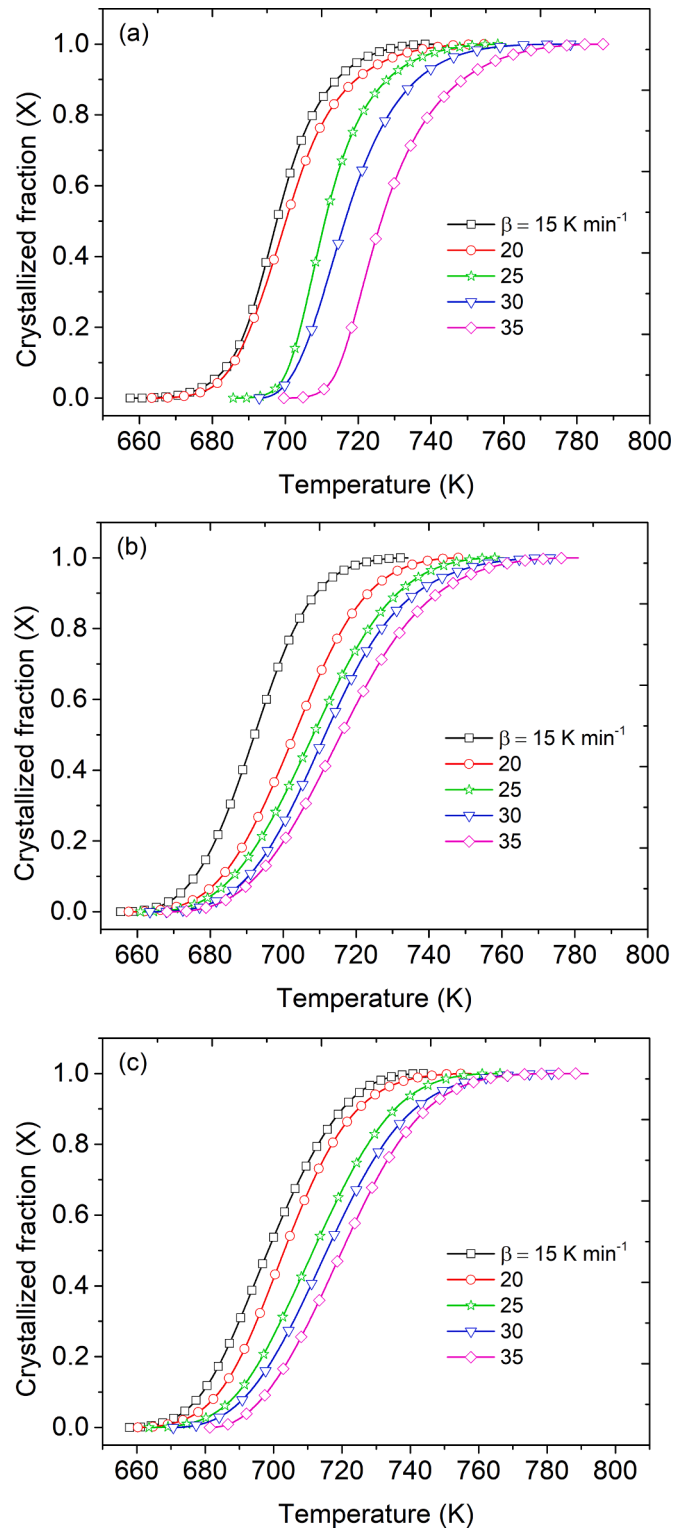 (a)
1.0
0.8
0.6
0.4
0.2
0.0
Crystallized fraction (X)
β = 15 K min⁻¹
20
25
30
35
660 680 700 720 740 760 780 800
Temperature (K)
(b)
1.0
0.8
0.6
0.4
0.2
0.0
Crystallized fraction (X)
β = 15 K min⁻¹
20
25
30
35
660 680 700 720 740 760 780 800
Temperature (K)
(c)
1.0
0.8
0.6
0.4
0.2
0.0
Crystallized fraction (X)
β = 15 K min⁻¹
20
25
30
35
660 680 700 720 740 760 780 800
Temperature (K)